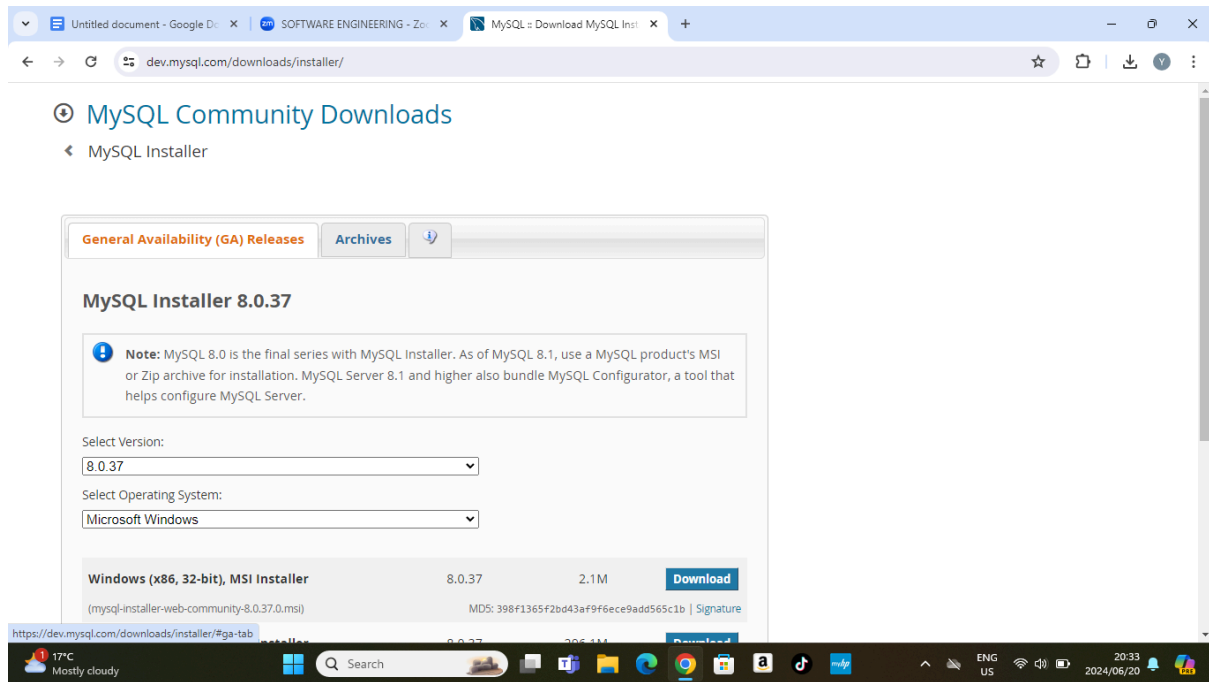 Untitled document - Google Do
zm
SOFTWARE ENGINEERING - Zoo
MySQL :: Download MySQL Inst
dev.mysql.com/downloads/installer/
Y
MySQL Community Downloads
MySQL Installer
General Availability (GA) Releases
Archives
MySQL Installer 8.0.37
Note: MySQL 8.0 is the final series with MySQL Installer. As of MySQL 8.1, use a MySQL product's MSI
or Zip archive for installation. MySQL Server 8.1 and higher also bundle MySQL Configurator, a tool that
helps configure MySQL Server.
Select Version:
8.0.37
Select Operating System:
Microsoft Windows
Windows (x86, 32-bit), MSI Installer 8.0.37 2.1M Download
(mysql-installer-web-community-8.0.37.0.msi) MD5: 398f1365f2bd43af9f6ece9add565c1b | Signature
https://dev.mysql.com/downloads/installer/#ga-tab
1
17°C
Mostly cloudy
Search
a
myhp
ENG
US
20:33
2024/06/20
PRE